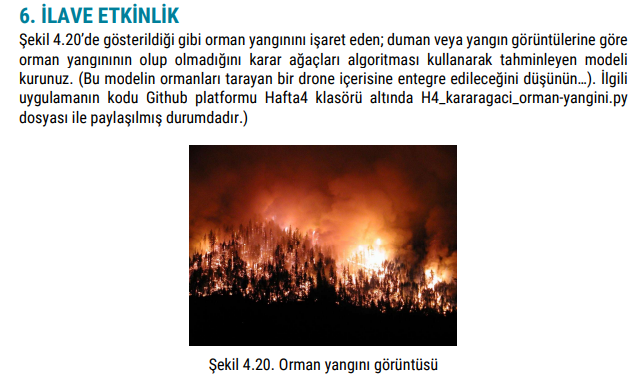 6. İLAVE ETKİNLİK
Şekil 4.20’de gösterildiği gibi orman yangınını işaret eden; duman veya yangın görüntülerine göre
orman yangınının olup olmadığını karar ağaçları algoritması kullanarak tahminleyen modeli
kurunuz. (Bu modelin ormanları tarayan bir drone içerisine entegre edileceğini düşünün…). İlgili
uygulamanın kodu Github platformu Hafta4 klasörü altında H4_kararagaci_orman-yangini.py
dosyası ile paylaşılmış durumdadır.)
Şekil 4.20. Orman yangını görüntüsü